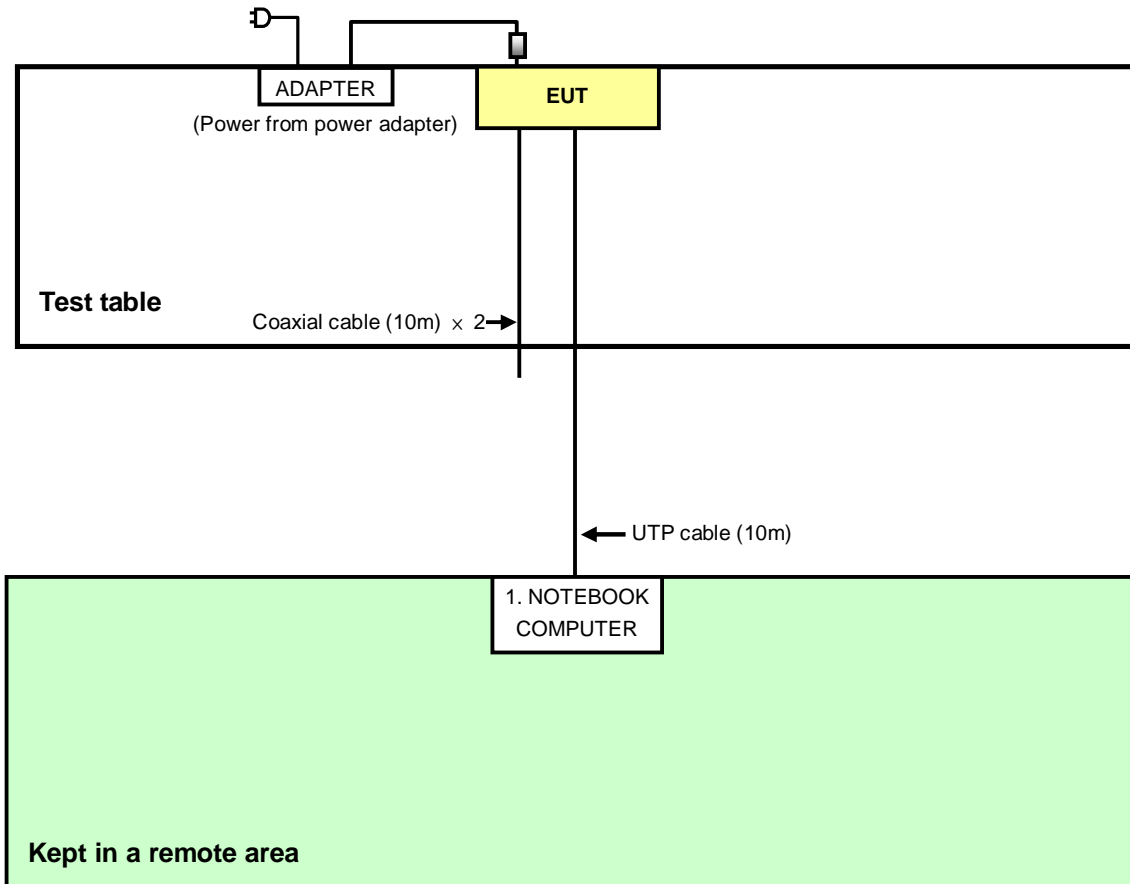 ADAPTER
EUT
(Power from power adapter)
Test table
Coaxial cable (10m) × 2
UTP cable (10m)
1. NOTEBOOK
COMPUTER
Kept in a remote area